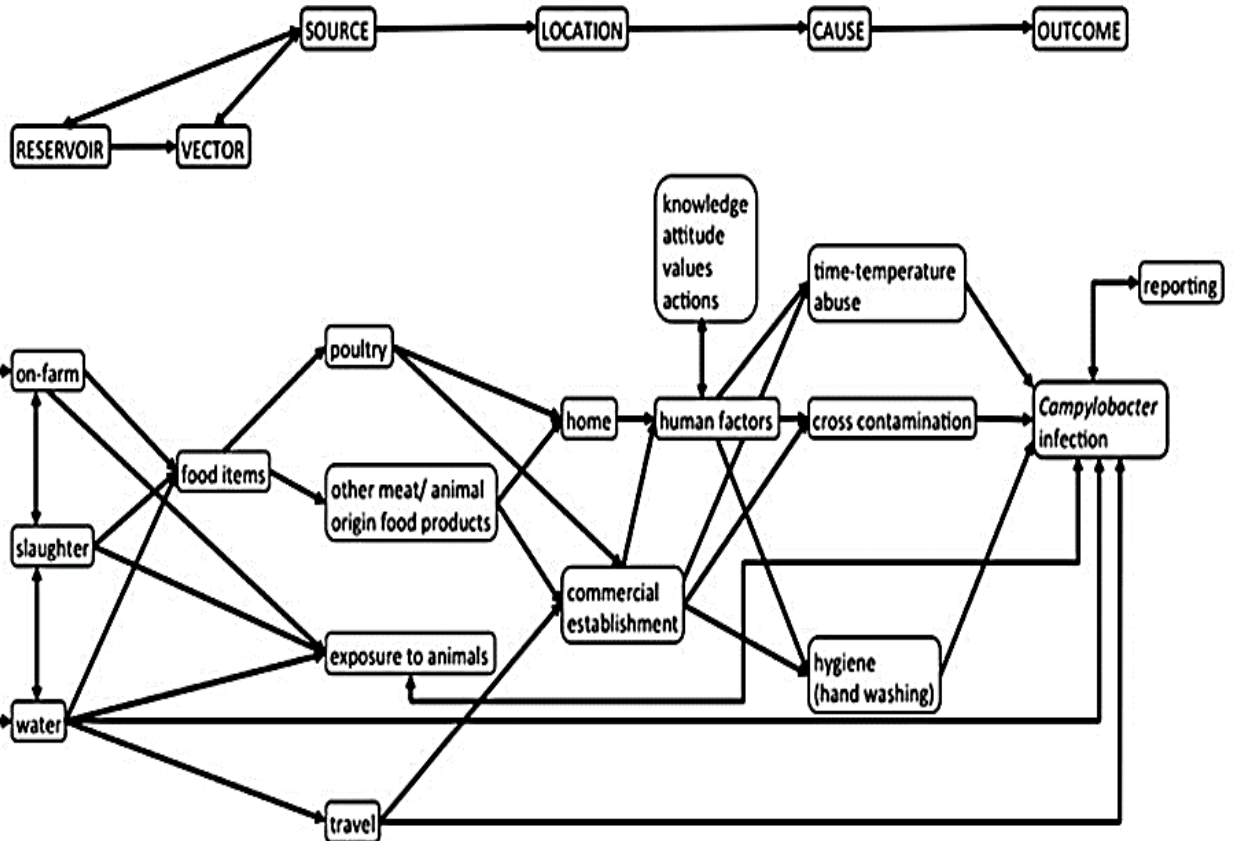 SOURCE
LOCATION
CAUSE
OUTCOME
RESERVOIR
VECTOR
knowledge
attitude
values
actions
time-temperature
abuse
reporting
on-farm
poultry
home
human factors
cross contamination
Campylobacter
infection
food items
other meat/ animal
origin food products
slaughter
commercial
establishment
exposure to animals
hygiene
(hand washing)
water
travel